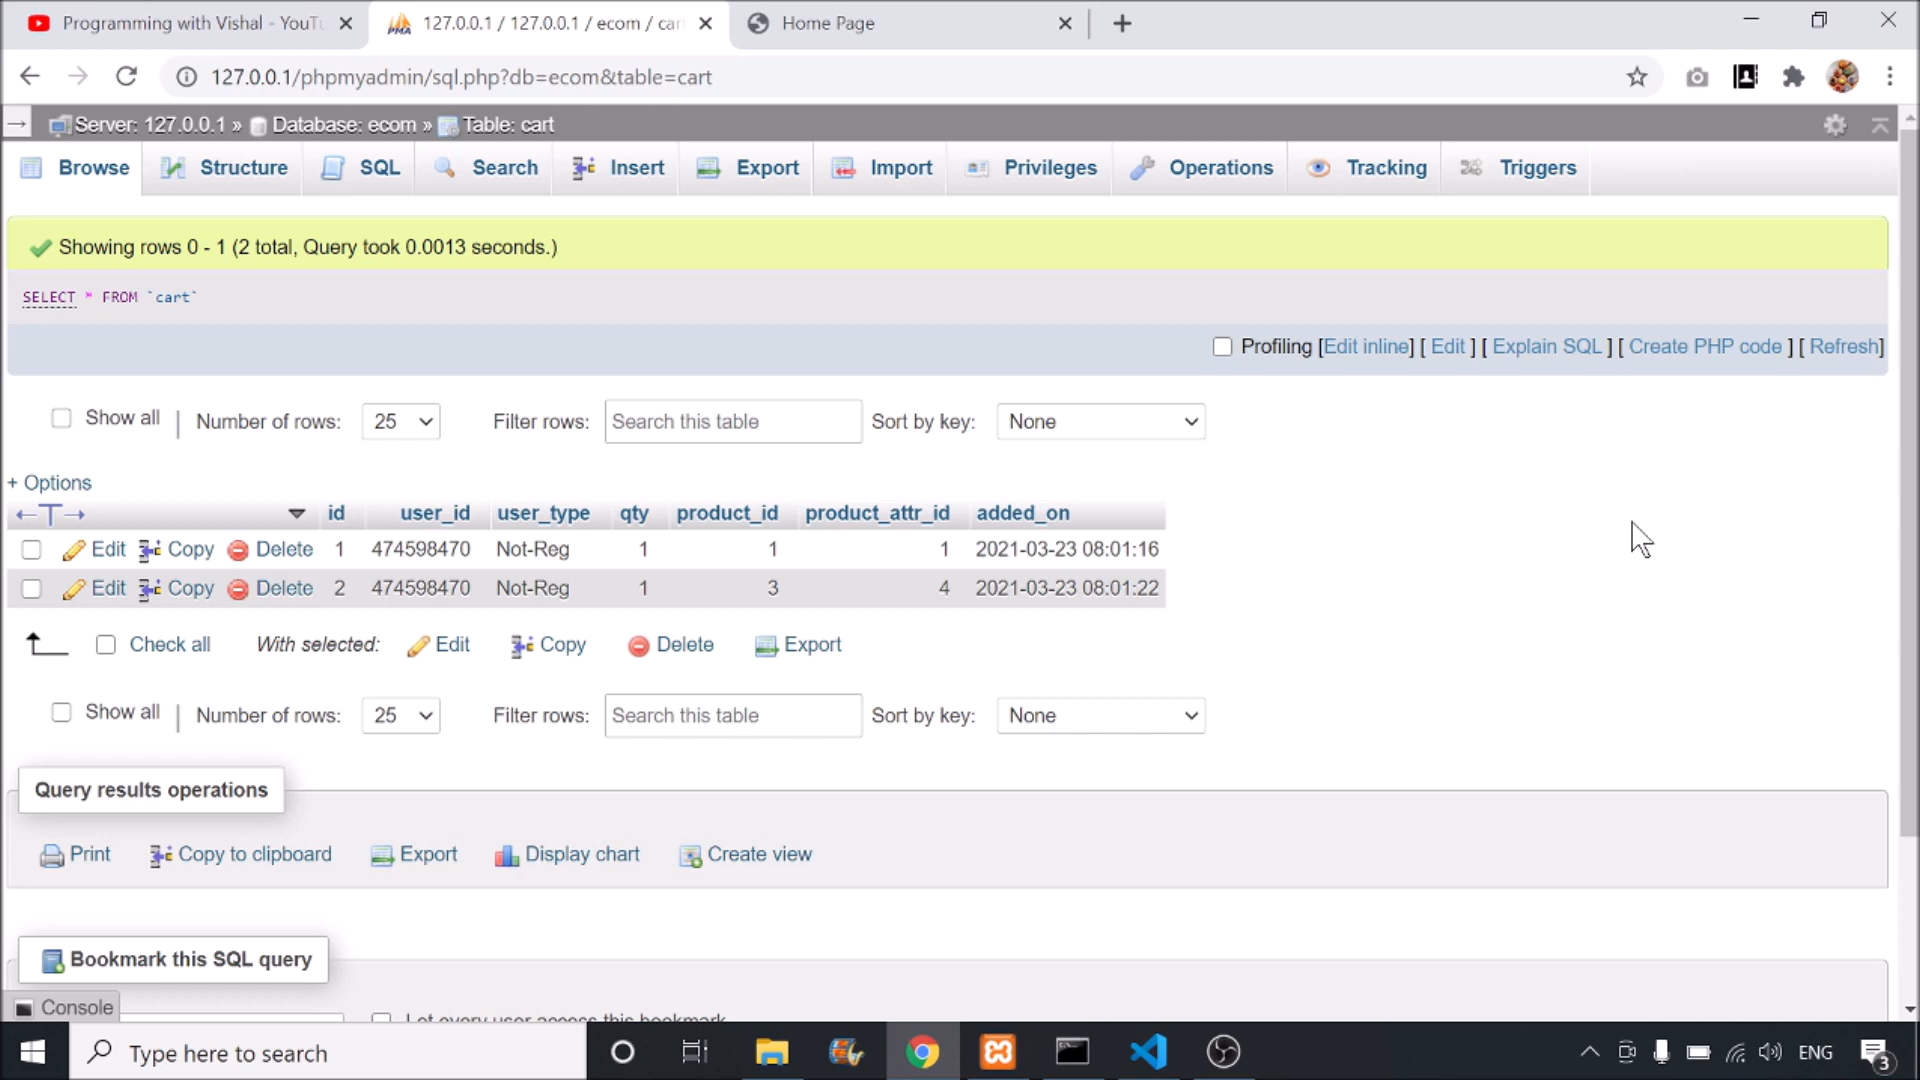 Programming with Vishal - YouTu
127.0.0.1 / 127.0.0.1 / ecom / car
Home Page
127.0.0.1/phpmyadmin/sql.php?db=ecom&table=cart
Server: 127.0.0.1 » Database: ecom » Table: cart
Browse Structure SQL Search Insert Export Import Privileges Operations Tracking Triggers
Showing rows 0 - 1 (2 total, Query took 0.0013 seconds.)
SELECT * FROM `cart`
Profiling [Edit inline] [ Edit ] [ Explain SQL ] [ Create PHP code ] [ Refresh]
Show all | Number of rows: 25 Filter rows: Search this table Sort by key: None
+ Options
←T→ id user_id user_type qty product_id product_attr_id added_on
Edit Copy Delete 1 474598470 Not-Reg 1 1 1 2021-03-23 08:01:16
Edit Copy Delete 2 474598470 Not-Reg 1 3 4 2021-03-23 08:01:22
Check all With selected: Edit Copy Delete Export
Show all | Number of rows: 25 Filter rows: Search this table Sort by key: None
Query results operations
Print Copy to clipboard Export Display chart Create view
Bookmark this SQL query
Console
Let every user access this bookmark
Type here to search
ENG
3